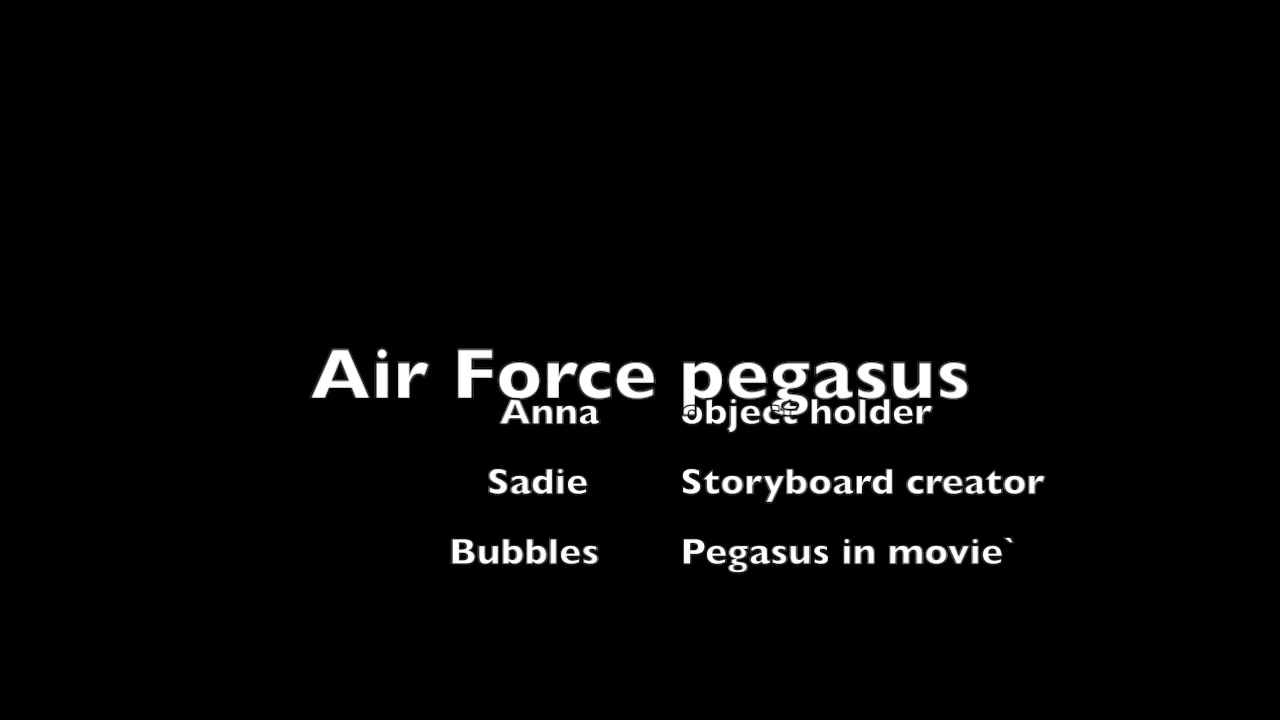 Air Force pegasus
Anna object holder
Sadie Storyboard creator
Bubbles Pegasus in movie`